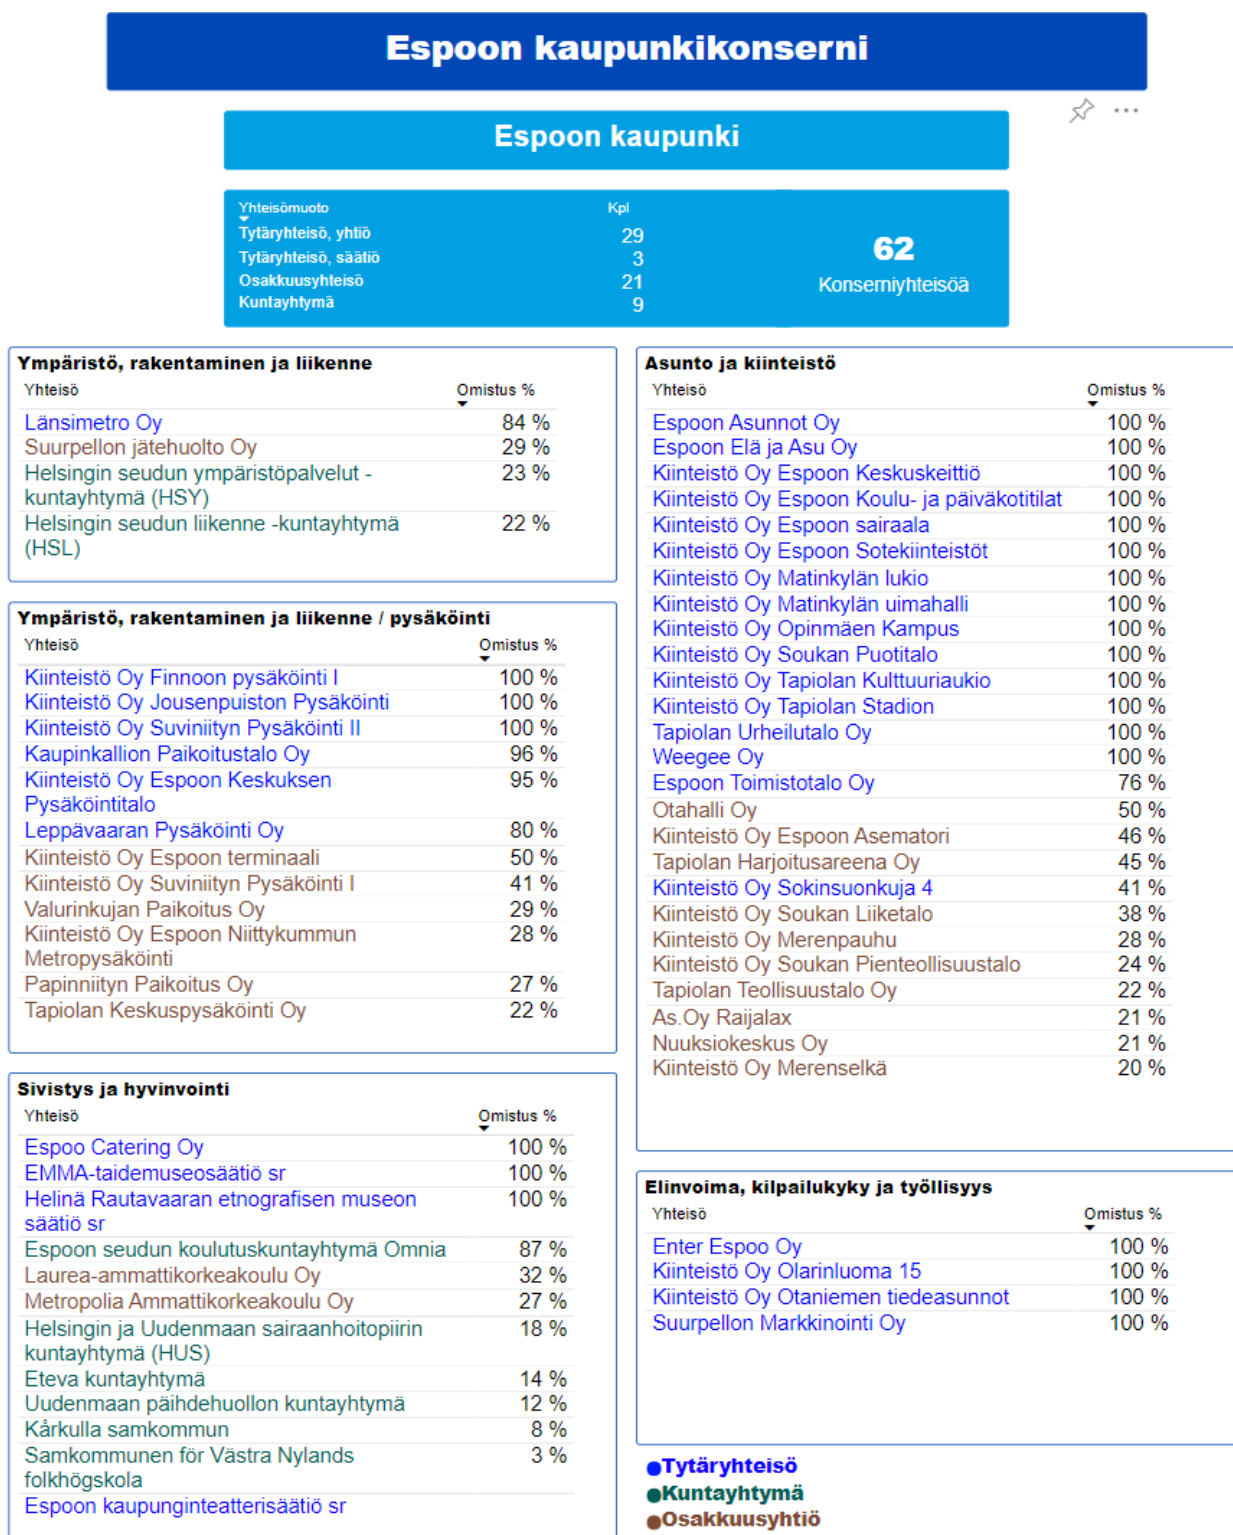 Espoon kaupunkikonserni
Espoon kaupunki
Yhteisömuoto Kpl
Tytäryhteisö, yhtiö 29
Tytäryhteisö, säätiö 3
Osakkuusyhteisö 21
Kuntayhtymä 9
62
Konserniyhteisöä
Ympäristö, rakentaminen ja liikenne
Yhteisö Omistus %
Länsimetro Oy 84 %
Suurpellon jätehuolto Oy 29 %
Helsingin seudun ympäristöpalvelut - 23 %
kuntayhtymä (HSY)
Helsingin seudun liikenne -kuntayhtymä 22 %
(HSL)
Ympäristö, rakentaminen ja liikenne / pysäköinti
Yhteisö Omistus %
Kiinteistö Oy Finnoon pysäköinti I 100 %
Kiinteistö Oy Jousenpuiston Pysäköinti 100 %
Kiinteistö Oy Suviniityn Pysäköinti II 100 %
Kaupinkallion Paikoitustalo Oy 96 %
Kiinteistö Oy Espoon Keskuksen 95 %
Pysäköintitalo
Leppävaaran Pysäköinti Oy 80 %
Kiinteistö Oy Espoon terminaali 50 %
Kiinteistö Oy Suviniityn Pysäköinti I 41 %
Valurinkujan Paikoitus Oy 29 %
Kiinteistö Oy Espoon Niittykummun 28 %
Metropysäköinti
Papinniityn Paikoitus Oy 27 %
Tapiolan Keskuspysäköinti Oy 22 %
Sivistys ja hyvinvointi
Yhteisö Omistus %
Espoo Catering Oy 100 %
EMMA-taidemuseosäätiö sr 100 %
Helinä Rautavaaran etnografisen museon 100 %
säätiö sr
Espoon seudun koulutuskuntayhtymä Omnia 87 %
Laurea-ammattikorkeakoulu Oy 32 %
Metropolia Ammattikorkeakoulu Oy 27 %
Helsingin ja Uudenmaan sairaanhoitopiirin 18 %
kuntayhtymä (HUS)
Eteva kuntayhtymä 14 %
Uudenmaan päihdehuollon kuntayhtymä 12 %
Kårkulla samkommun 8 %
Samkommunen för Västra Nylands 3 %
folkhögskola
Espoon kaupunginteatterisäätiö sr
Asunto ja kiinteistö
Yhteisö Omistus %
Espoon Asunnot Oy 100 %
Espoon Elä ja Asu Oy 100 %
Kiinteistö Oy Espoon Keskuskeittiö 100 %
Kiinteistö Oy Espoon Koulu- ja päiväkotitilat 100 %
Kiinteistö Oy Espoon sairaala 100 %
Kiinteistö Oy Espoon Sotekiinteistöt 100 %
Kiinteistö Oy Matinkylän lukio 100 %
Kiinteistö Oy Matinkylän uimahalli 100 %
Kiinteistö Oy Opinmäen Kampus 100 %
Kiinteistö Oy Soukan Puotitalo 100 %
Kiinteistö Oy Tapiolan Kulttuuriaukio 100 %
Kiinteistö Oy Tapiolan Stadion 100 %
Tapiolan Urheilutalo Oy 100 %
Weegee Oy 100 %
Espoon Toimistotalo Oy 76 %
Otahalli Oy 50 %
Kiinteistö Oy Espoon Asematori 46 %
Tapiolan Harjoitusareena Oy 45 %
Kiinteistö Oy Sokinsuonkuja 4 41 %
Kiinteistö Oy Soukan Liiketalo 38 %
Kiinteistö Oy Merenpauhu 28 %
Kiinteistö Oy Soukan Pienteollisuustalo 24 %
Tapiolan Teollisuustalo Oy 22 %
As.Oy Raijalax 21 %
Nuuksiokeskus Oy 21 %
Kiinteistö Oy Merenselkä 20 %
Elinvoima, kilpailukyky ja työllisyys
Yhteisö Omistus %
Enter Espoo Oy 100 %
Kiinteistö Oy Olarinluoma 15 100 %
Kiinteistö Oy Otaniemen tiedeasunnot 100 %
Suurpellon Markkinointi Oy 100 %
Tytäryhteisö
Kuntayhtymä
Osakkuusyhtiö